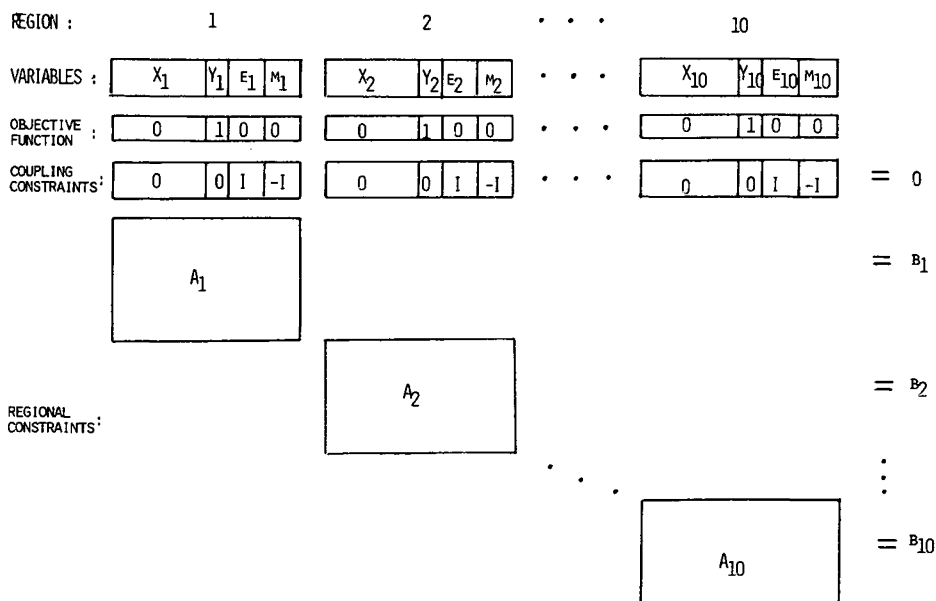 REGION : 1 2 . . . 10
VARIABLES : X1 Y1 E1 M1 X2 Y2 E2 M2 . . . X10 Y10 E10 M10
OBJECTIVE FUNCTION : 0 1 0 0 0 1 0 0 . . . 0 1 0 0
COUPLING CONSTRAINTS: 0 0 I -I 0 0 I -I . . . 0 0 I -I = 0
A1 = B1
A2 = B2
REGIONAL CONSTRAINTS:
A10 = B10